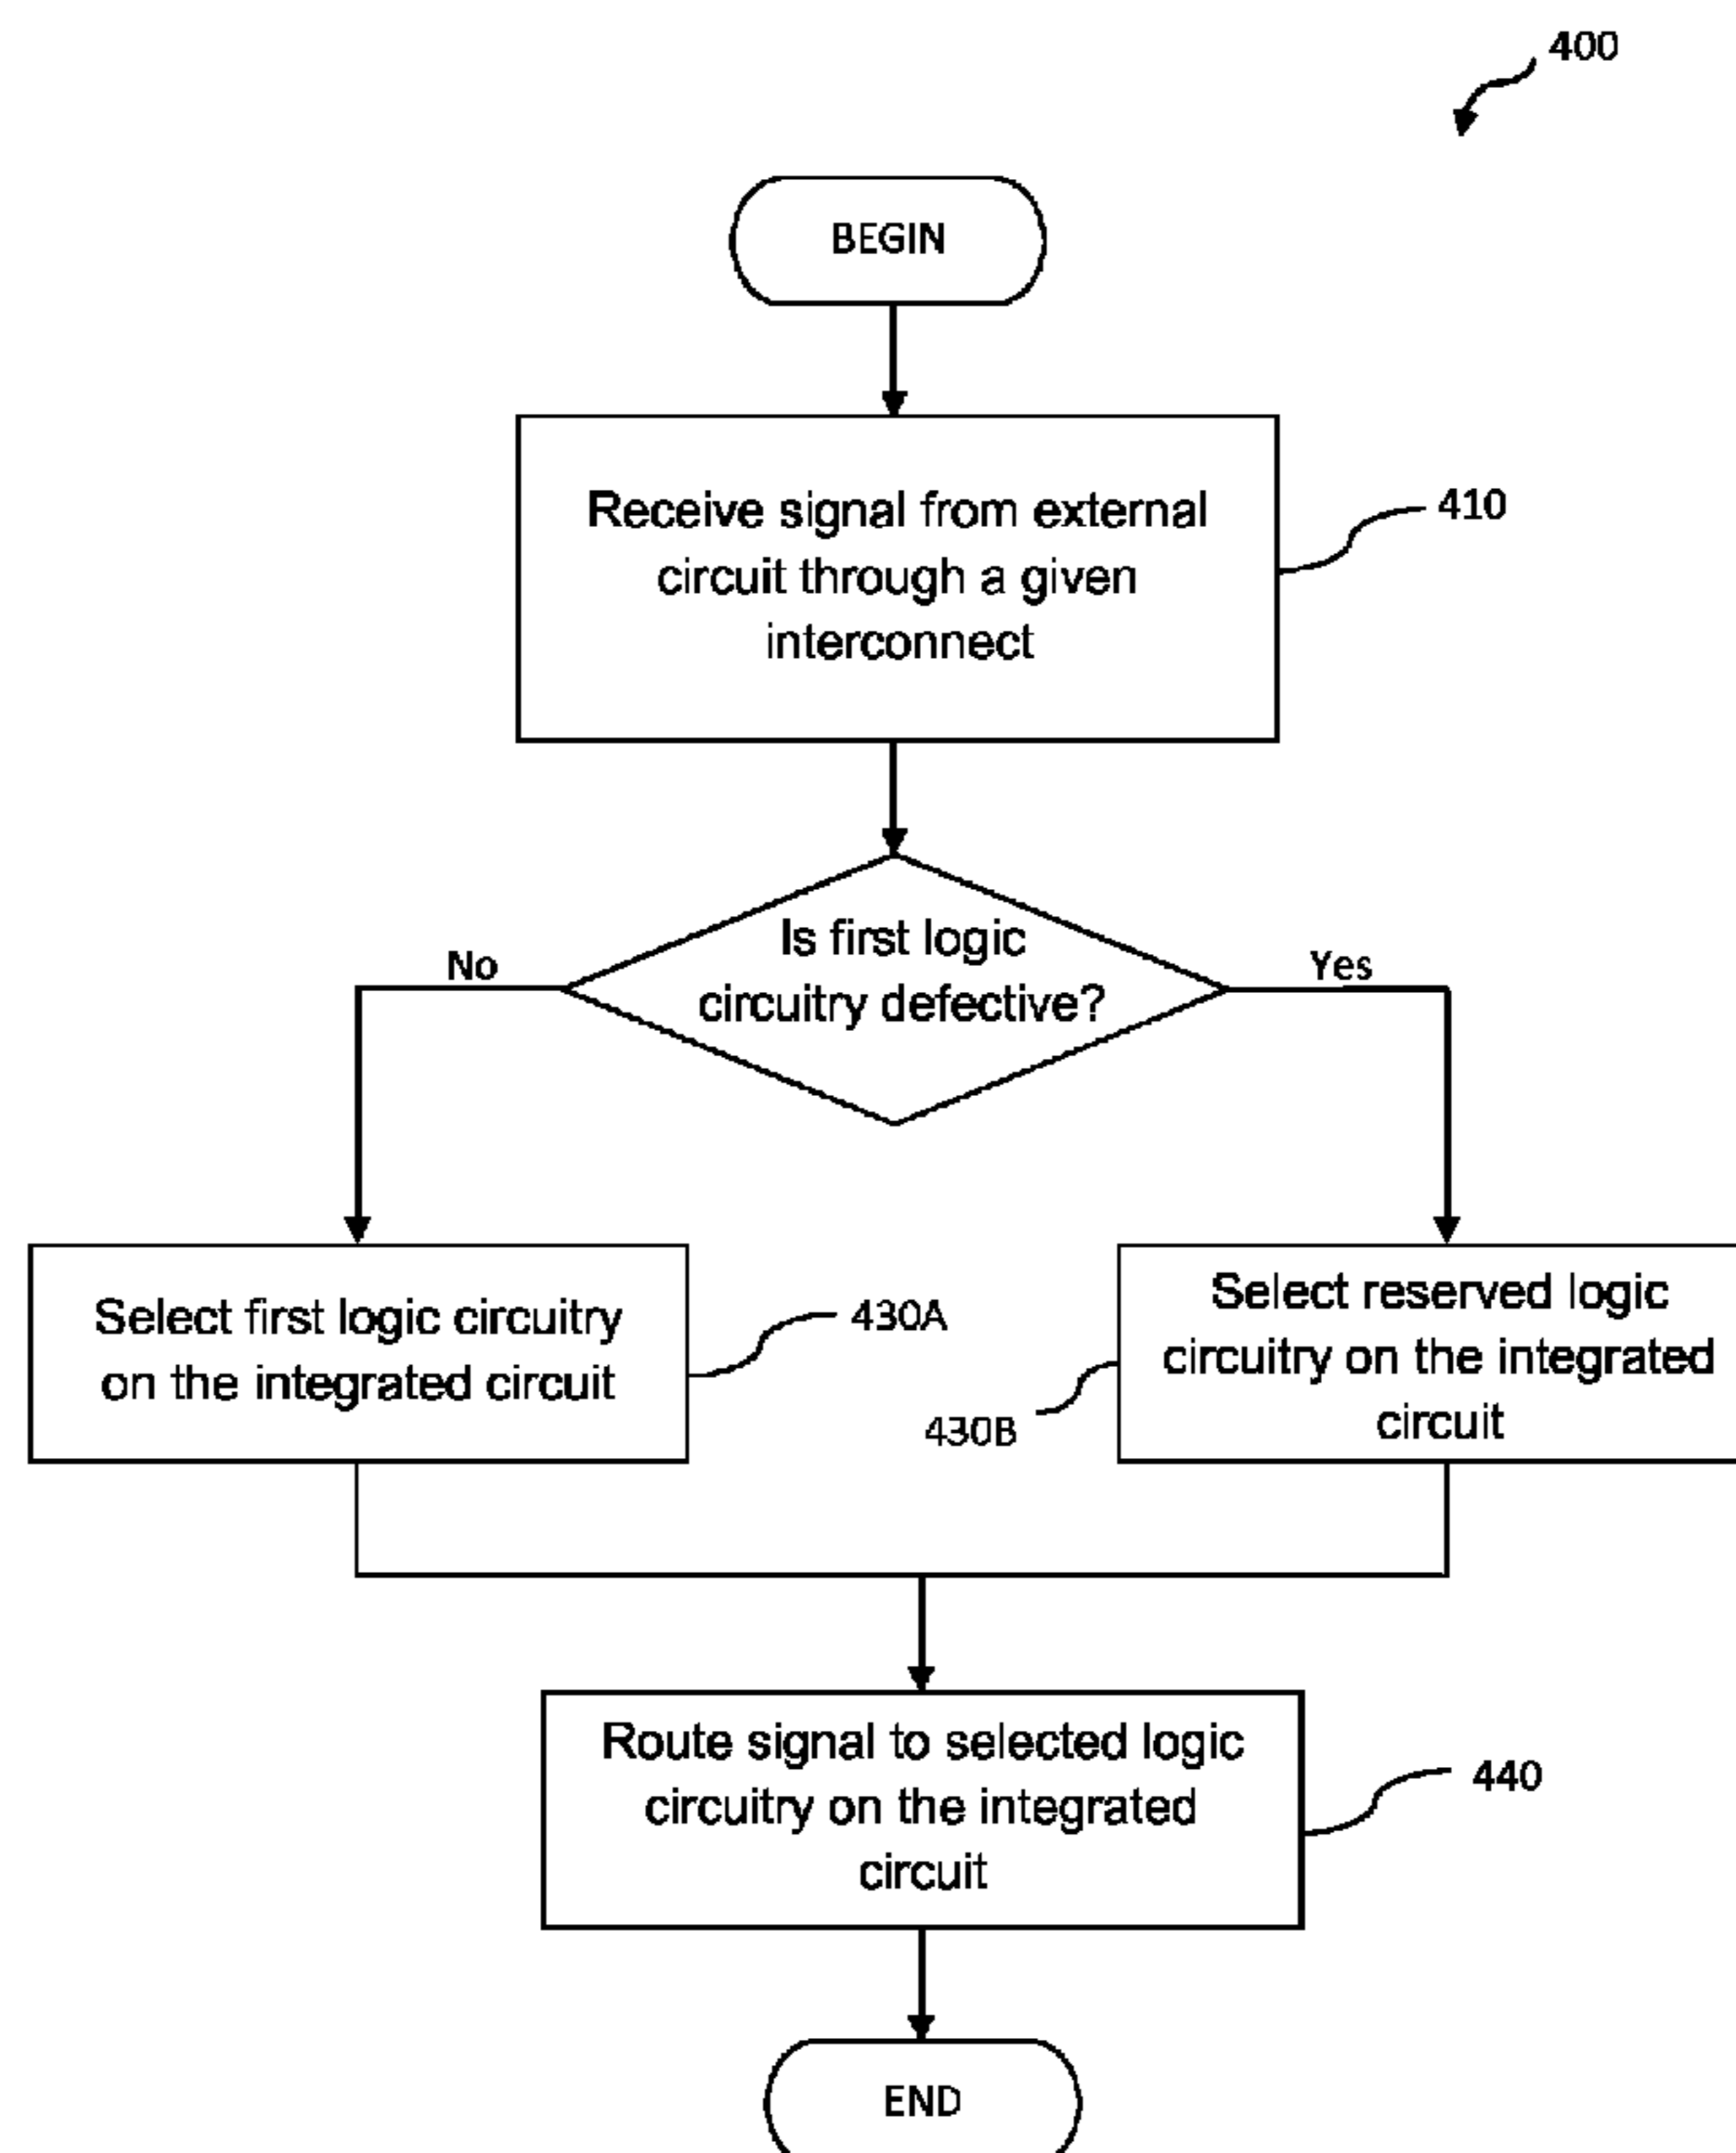 400
BEGIN
Receive signal from external
circuit through a given
interconnect
410
Is first logic
circuitry defective?
No
Yes
Select first logic circuitry
on the integrated circuit
430A
Select reserved logic
circuitry on the integrated
circuit
430B
Route signal to selected logic
circuitry on the integrated
circuit
440
END